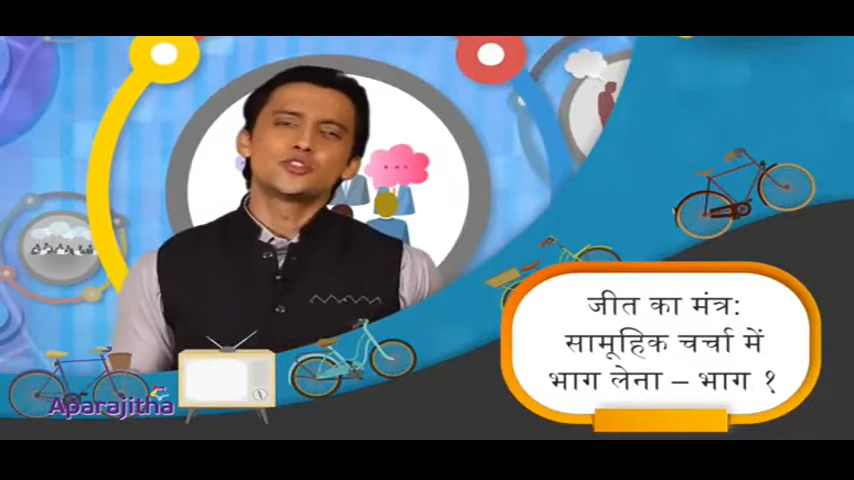 जीत का मंत्र:
सामूहिक चर्चा में
भाग लेना – भाग १
Aparajitha